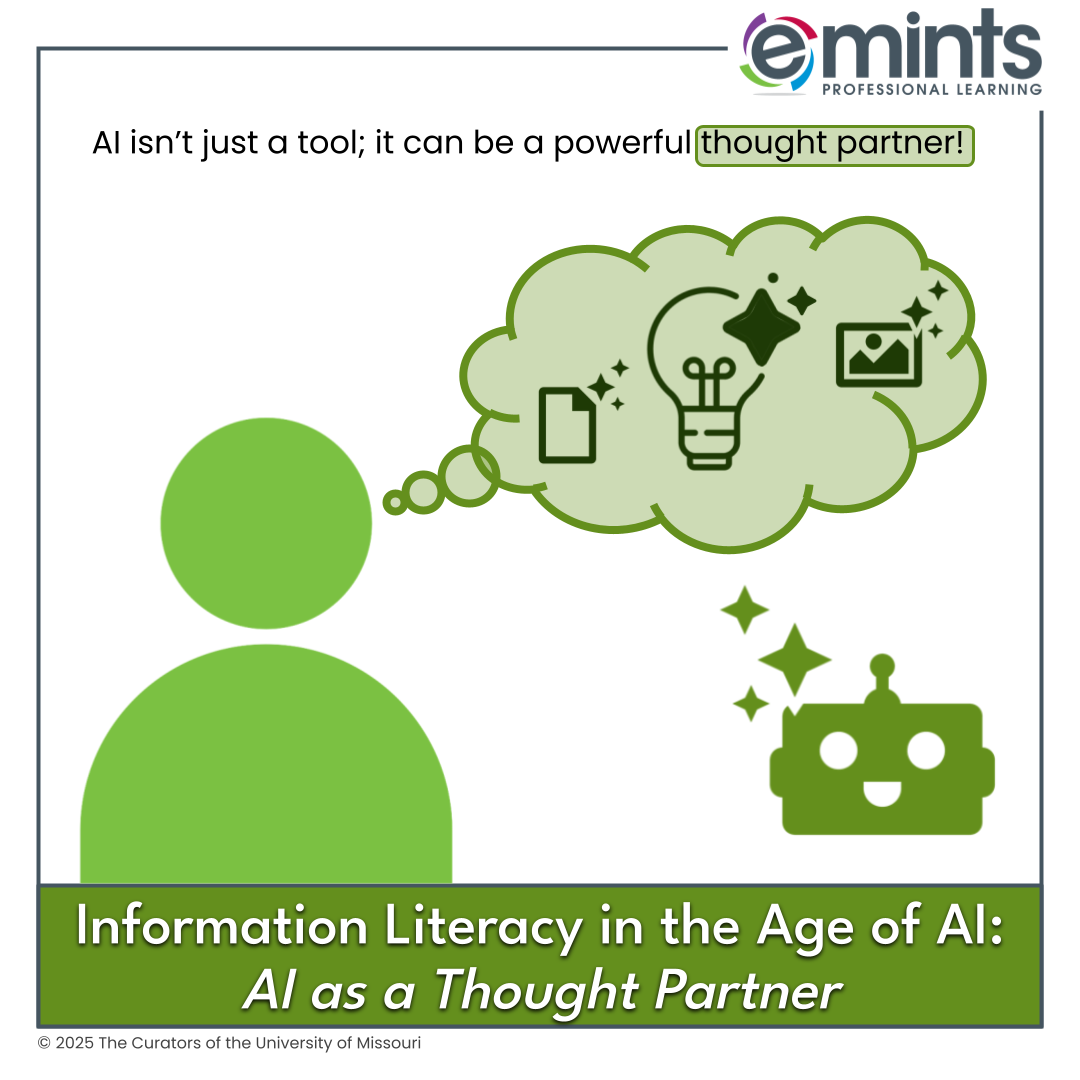 emints
PROFESSIONAL LEARNING
AI isn’t just a tool; it can be a powerful thought partner!
Information Literacy in the Age of AI:
AI as a Thought Partner
© 2025 The Curators of the University of Missouri